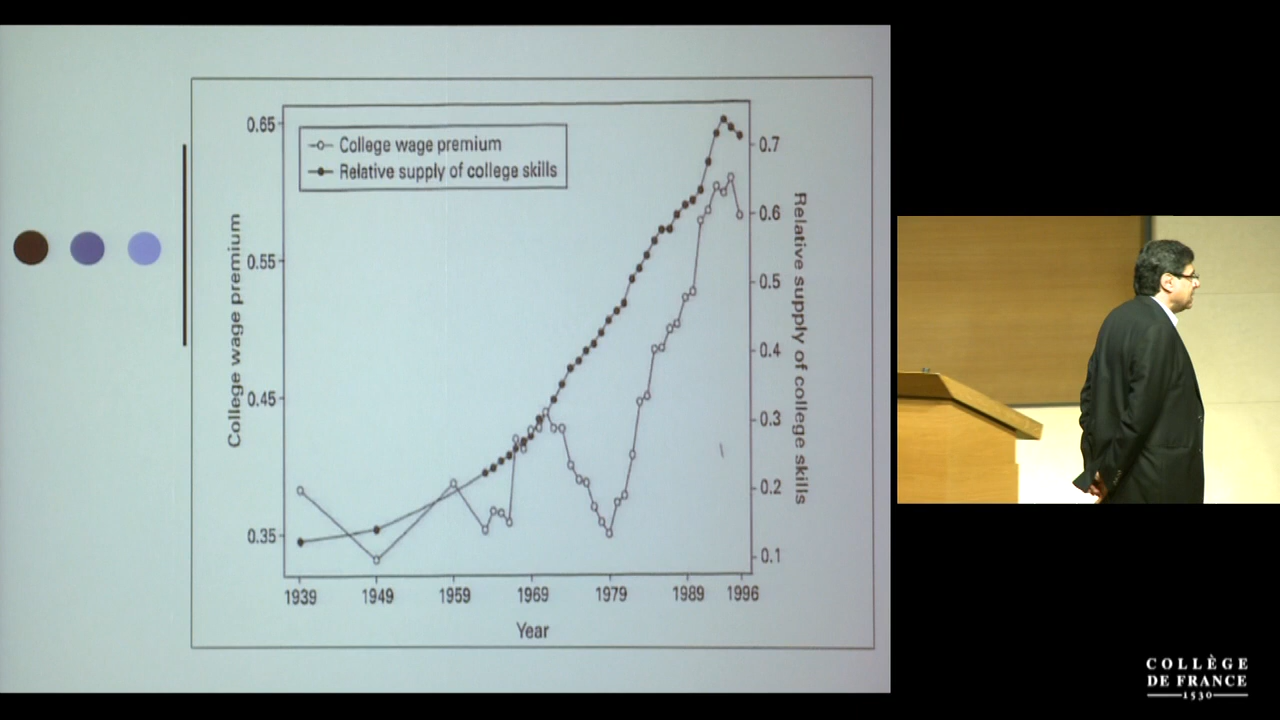 College wage premium
Relative supply of college skills
0.65
0.55
0.45
0.35
College wage premium
0.7
0.6
0.5
0.4
0.3
0.2
0.1
Relative supply of college skills
1939 1949 1959 1969 1979 1989 1996
Year
COLLÈGE
DE FRANCE
1530